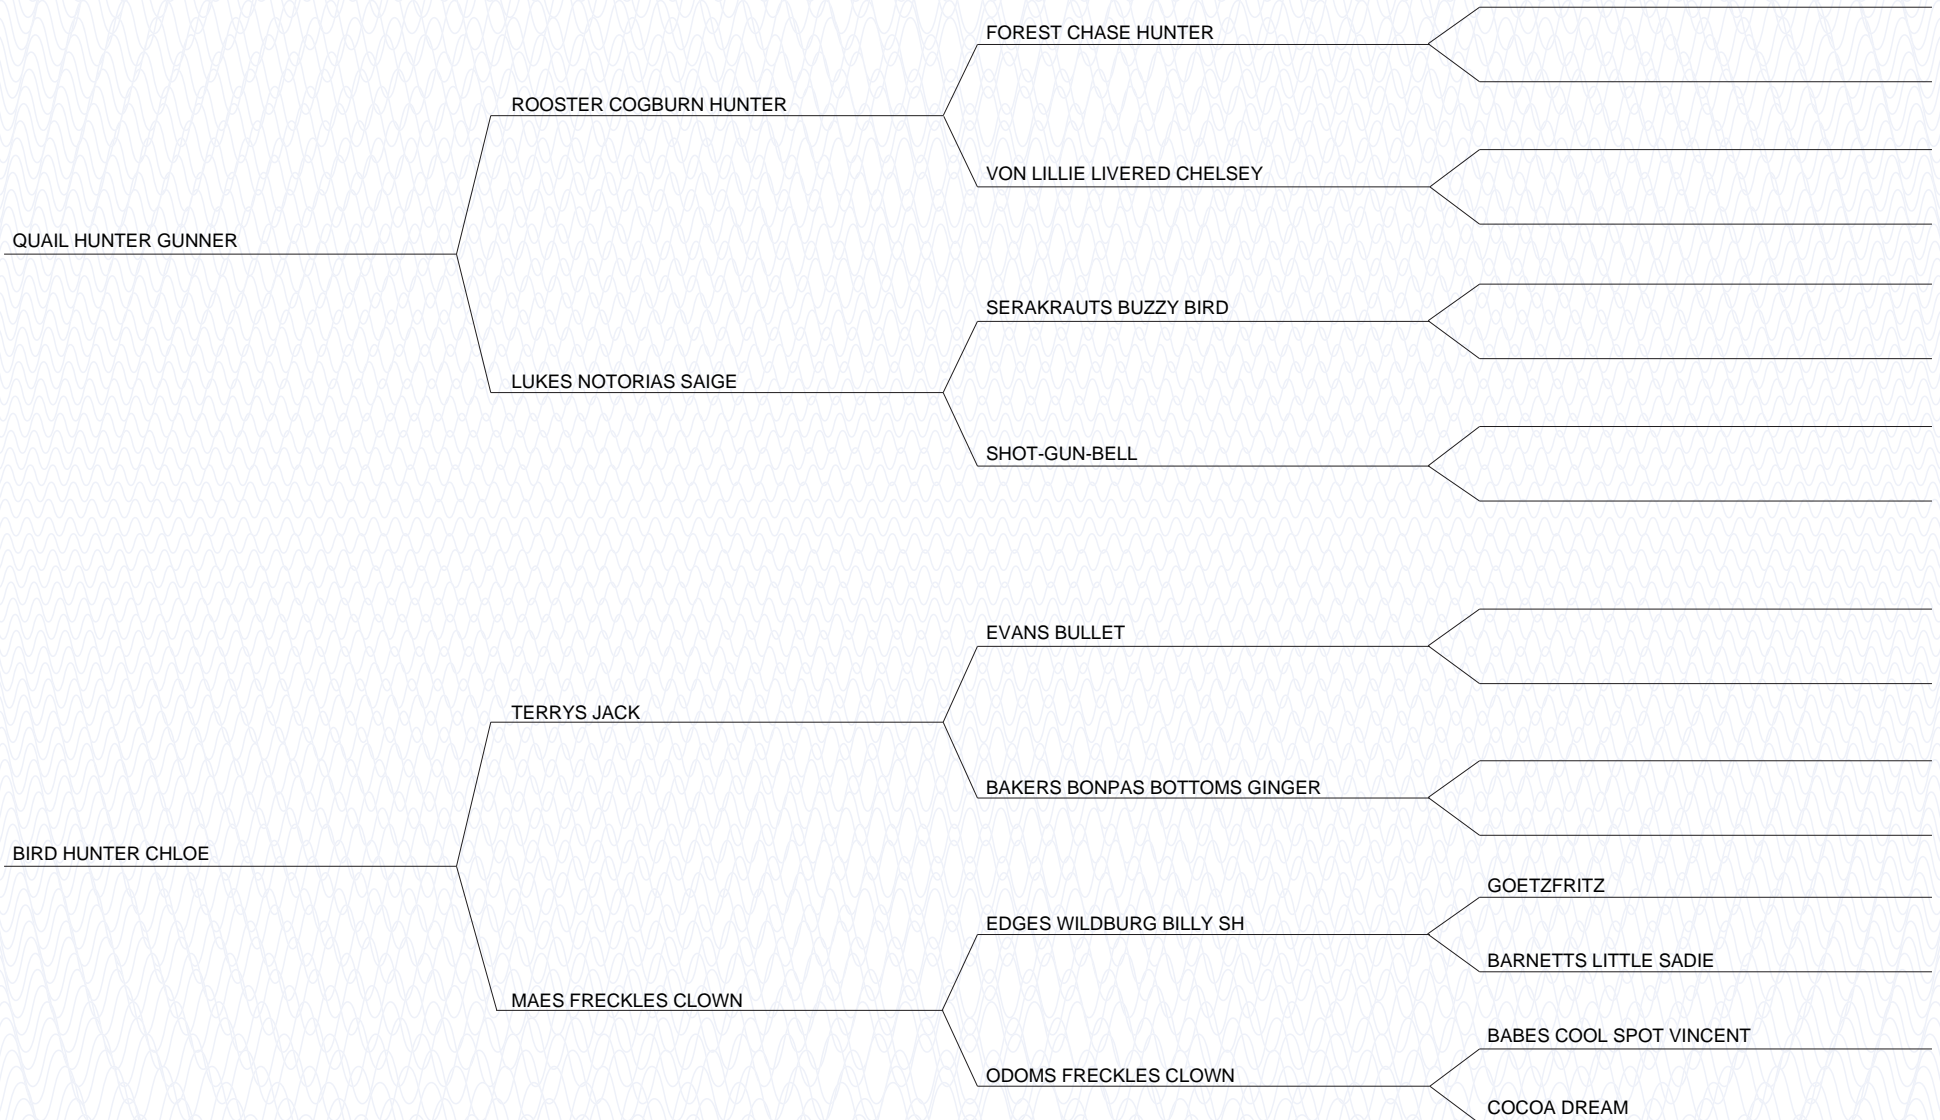 FOREST CHASE HUNTER
ROOSTER COGBURN HUNTER
VON LILLIE LIVERED CHELSEY
QUAIL HUNTER GUNNER
SERAKRAUTS BUZZY BIRD
LUKES NOTORIAS SAIGE
SHOT-GUN-BELL
EVANS BULLET
TERRYS JACK
BAKERS BONPAS BOTTOMS GINGER
BIRD HUNTER CHLOE
GOETZFRITZ
EDGES WILDBURG BILLY SH
BARNETTS LITTLE SADIE
MAES FRECKLES CLOWN
BABES COOL SPOT VINCENT
ODOMS FRECKLES CLOWN
COCOA DREAM